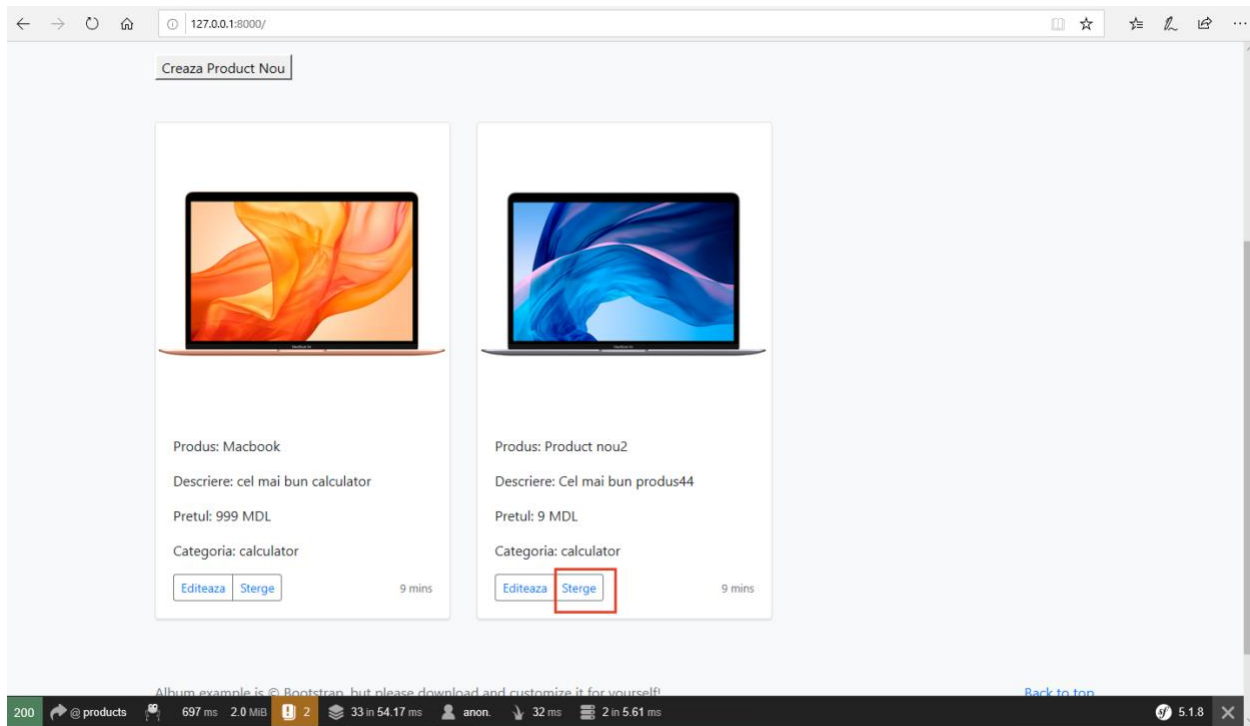 127.0.0.1:8000/
Creaza Product Nou
Produs: Macbook
Descriere: cel mai bun calculator
Pretul: 999 MDL
Categoria: calculator
Editeaza Sterge 9 mins
Produs: Product nou2
Descriere: Cel mai bun produs44
Pretul: 9 MDL
Categoria: calculator
Editeaza Sterge 9 mins
Album example is © Bootstrap, but please download and customize it for yourself!
Back to top
200 @ products 697 ms 2.0 MiB 2 33 in 54.17 ms anon. 32 ms 2 in 5.61 ms sf 5.1.8